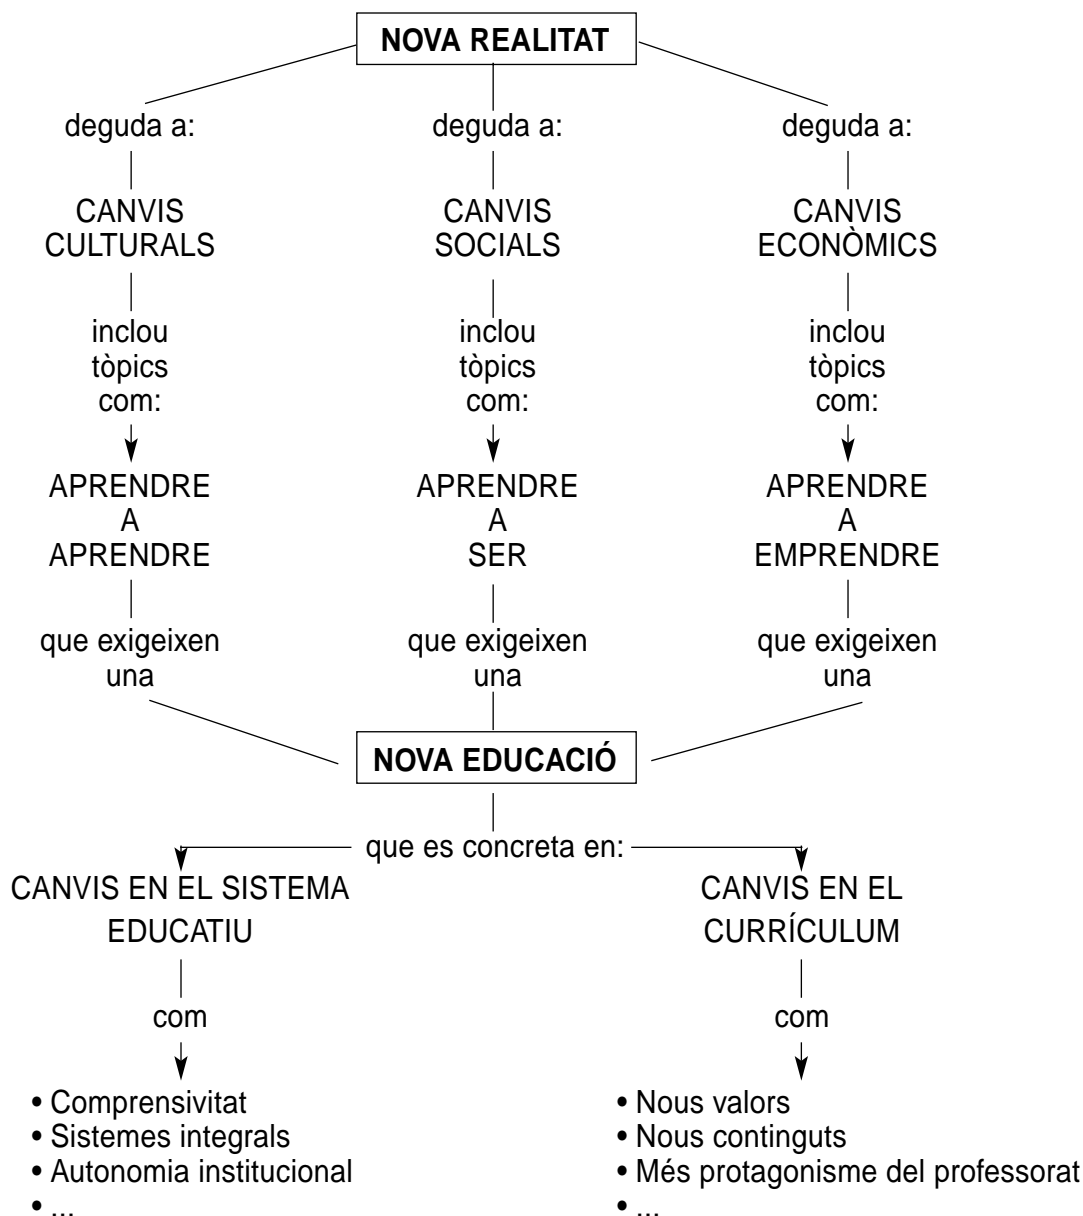 NOVA REALITAT
deguda a:
deguda a:
deguda a:
CANVIS
CULTURALS
CANVIS
SOCIALS
CANVIS
ECONÒMICS
inclou
tòpics
com:
inclou
tòpics
com:
inclou
tòpics
com:
APRENDRE
A
APRENDRE
APRENDRE
A
SER
APRENDRE
A
EMPRENDRE
que exigeixen
una
que exigeixen
una
que exigeixen
una
NOVA EDUCACIÓ
que es concreta en:
CANVIS EN EL SISTEMA
EDUCATIU
com
• Comprensivitat
• Sistemes integrals
• Autonomia institucional
• ...
CANVIS EN EL
CURRÍCULUM
com
• Nous valors
• Nous continguts
• Més protagonisme del professorat
• ...